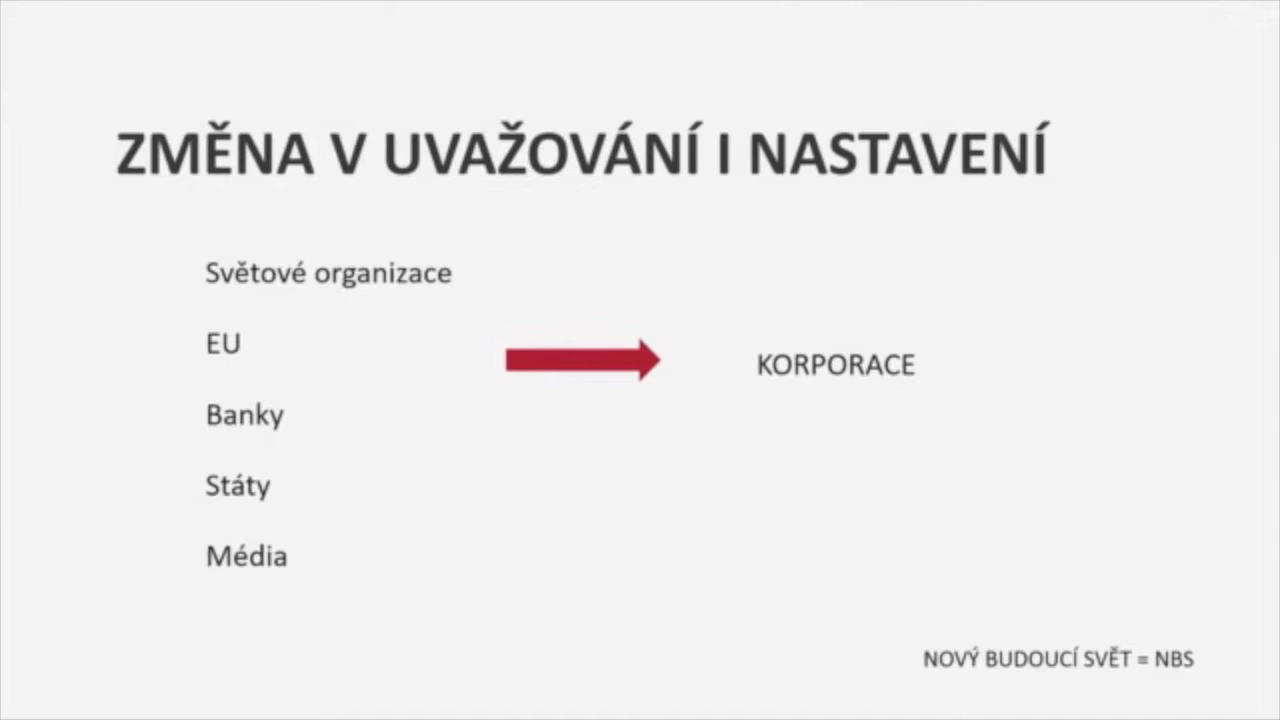 ZMĚNA V UVAŽOVÁNÍ I NASTAVENÍ
Světové organizace
EU
Banky
Státy
Média
KORPORACE
NOVÝ BUDOUCÍ SVĚT = NBS